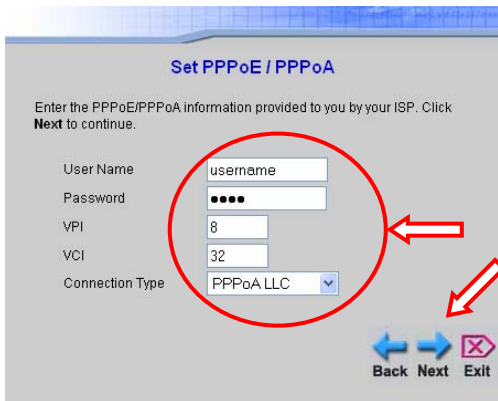 Set PPPoE / PPPoA
Enter the PPPoE/PPPoA information provided to you by your ISP. Click
Next to continue.
User Name username
Password ●●●●
VPI 8
VCI 32
Connection Type PPPoA LLC
Back Next Exit